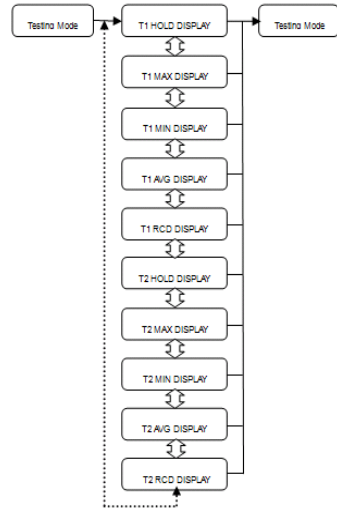 Testing Mode
T1 HOLD DISPLAY
Testing Mode
T1 MAX DISPLAY
T1 MIN DISPLAY
T1 AVG DISPLAY
T1 RCD DISPLAY
T2 HOLD DISPLAY
T2 MAX DISPLAY
T2 MIN DISPLAY
T2 AVG DISPLAY
T2 RCD DISPLAY